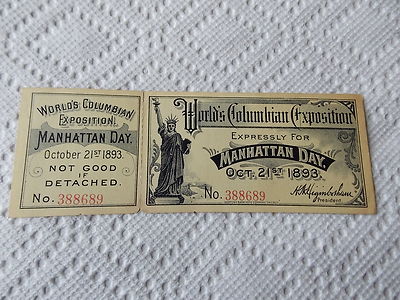 WORLD'S COLUMBIAN
EXPOSITION.
MANHATTAN DAY.
October 21ST 1893.
NOT GOOD
IF
DETACHED.
No. 388689
World's Columbian Exposition
EXPRESSLY FOR
MANHATTAN DAY.
OCT. 21ST 1893.
No. 388689
H.N. Higinbotham
President